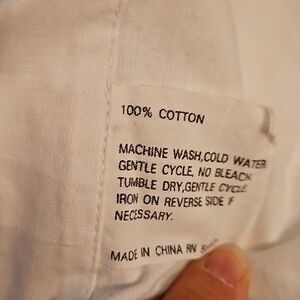 100% COTTON
MACHINE WASH,COLD WATER
GENTLE CYCLE, NO BLEACH
TUMBLE DRY,GENTLE CYCLE
IRON ON REVERSE SIDE IF
NECESSARY.
MADE IN CHINA RN